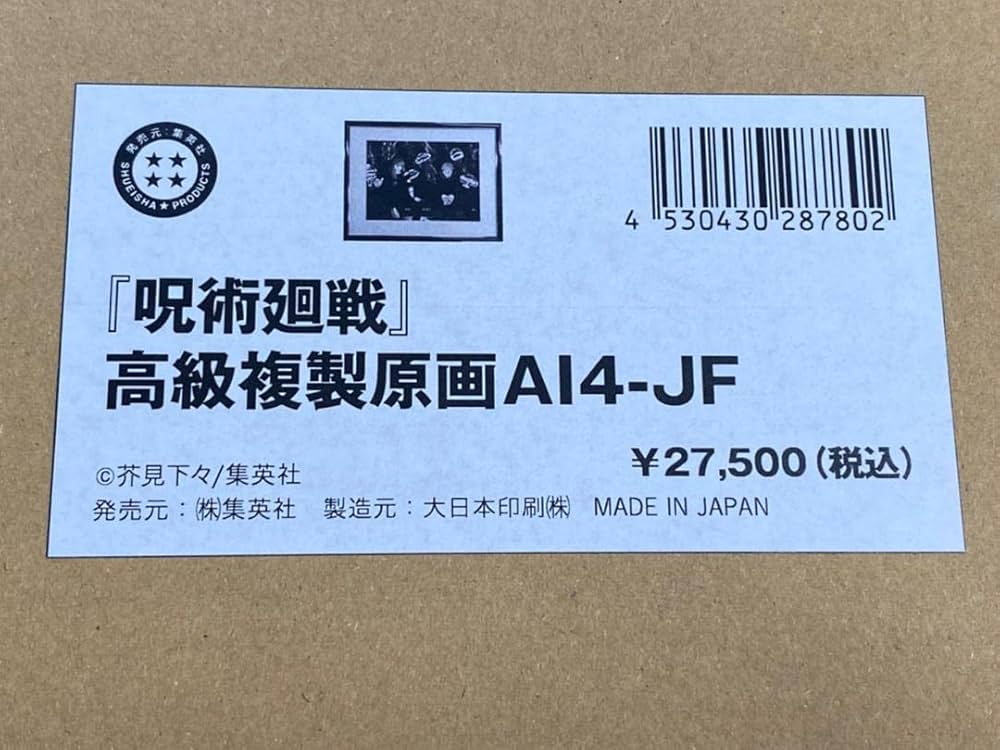 発売元：集英社
SHUEISHA★PRODUCTS
4 530430 287802
『呪術廻戦』
高級複製原画AI4-JF
¥27,500(税込)
©芥見下々/集英社
発売元：㈱集英社　製造元：大日本印刷㈱　MADE IN JAPAN